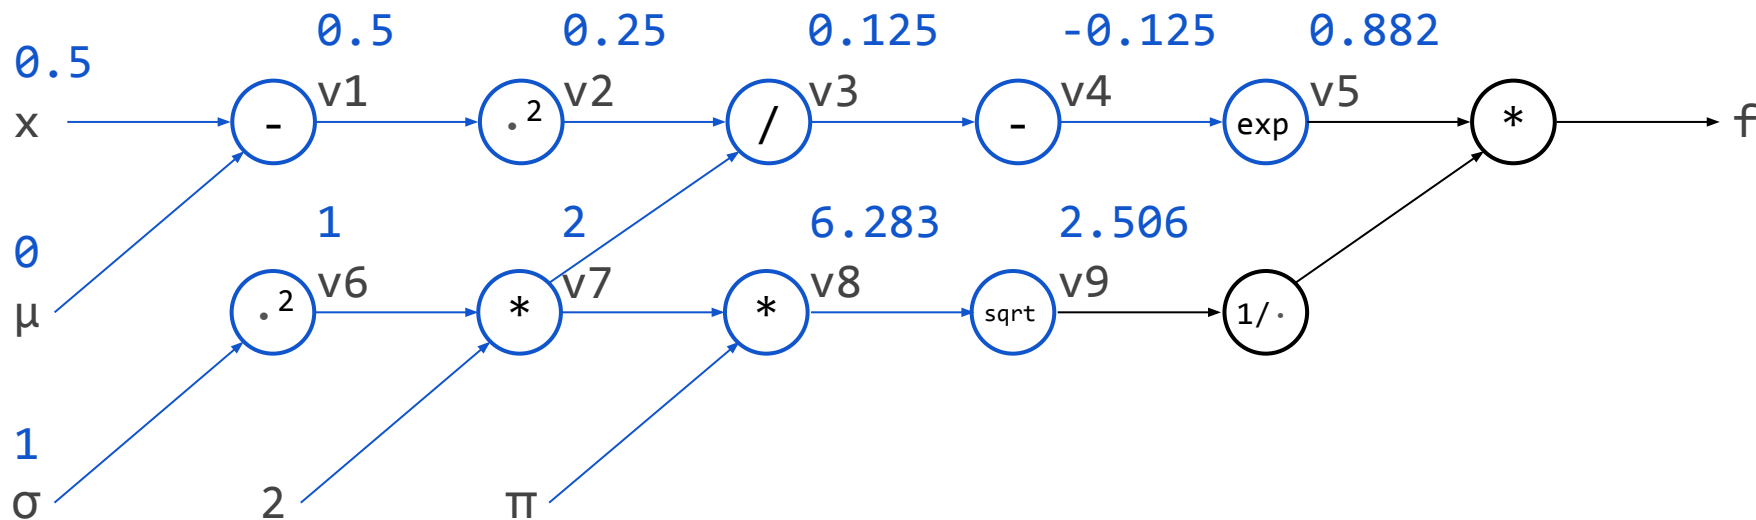 0.5 0.25 0.125 -0.125 0.882
0.5
v1 v2 v3 v4 v5
x - .² / - exp * f
0 1 2 6.283 2.506
v6 v7 v8 v9
μ .² * * sqrt 1/·
1
σ 2 π